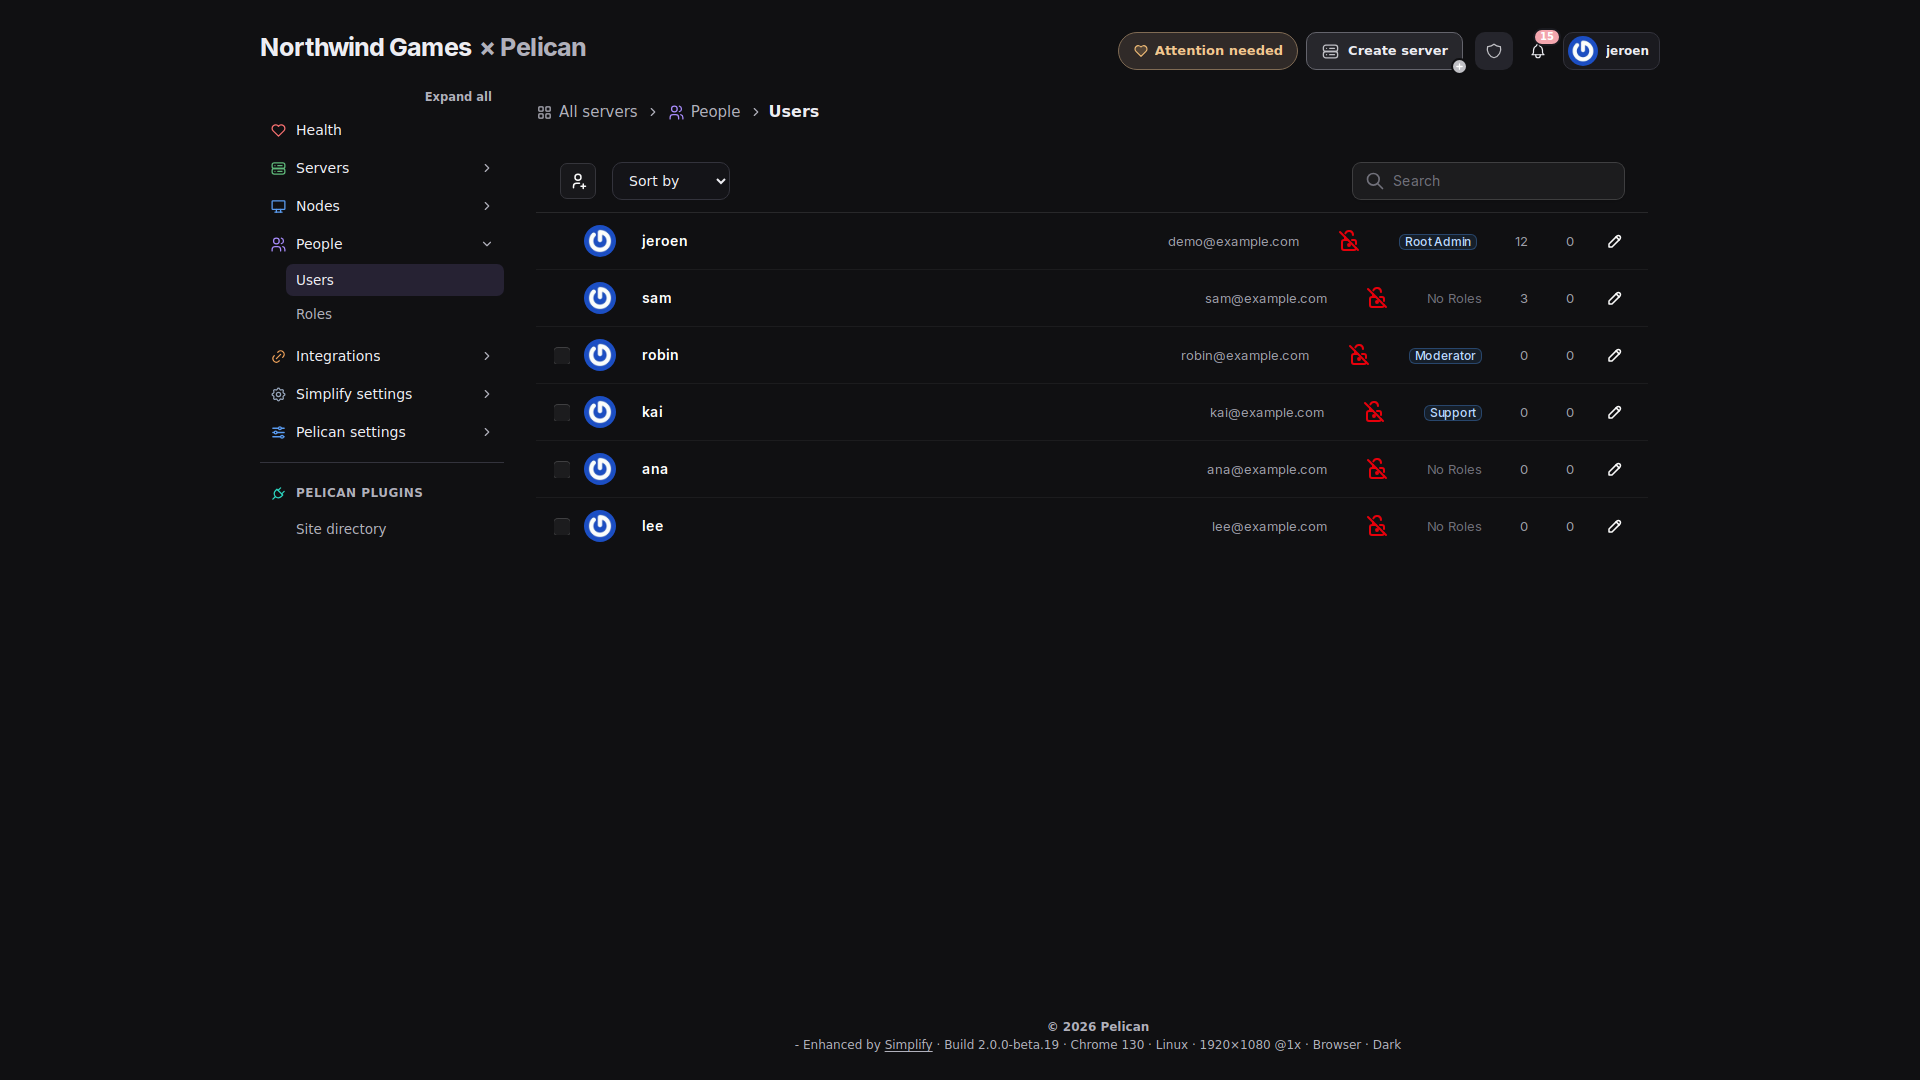 Northwind Games × Pelican
Attention needed
Create server
15
jeroen
Expand all
Health
Servers
Nodes
People
Users
Roles
Integrations
Simplify settings
Pelican settings
PELICAN PLUGINS
Site directory
All servers > People > Users
Sort by
Search
jeroen demo@example.com Root Admin 12 0
sam sam@example.com No Roles 3 0
robin robin@example.com Moderator 0 0
kai kai@example.com Support 0 0
ana ana@example.com No Roles 0 0
lee lee@example.com No Roles 0 0
© 2026 Pelican
- Enhanced by Simplify · Build 2.0.0-beta.19 · Chrome 130 · Linux · 1920×1080 @1x · Browser · Dark